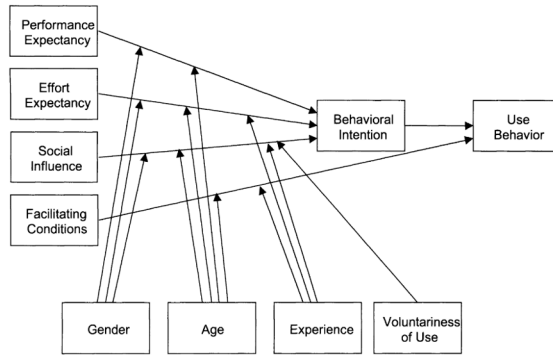 Performance
Expectancy
Effort
Expectancy
Social
Influence
Facilitating
Conditions
Behavioral
Intention
Use
Behavior
Gender
Age
Experience
Voluntariness
of Use